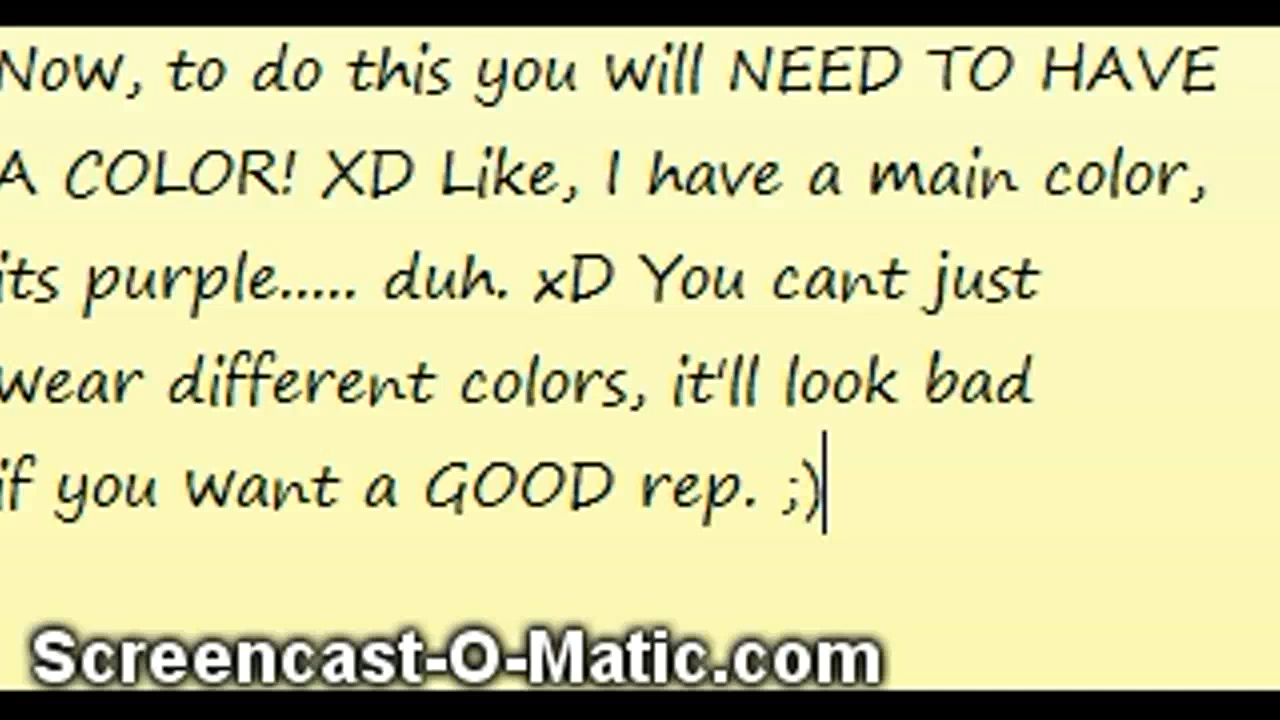 Now, to do this you will NEED TO HAVE
A COLOR! XD Like, I have a main color,
its purple..... duh. xD You cant just
wear different colors, it'll look bad
if you want a GOOD rep. ;)
Screencast-O-Matic.com